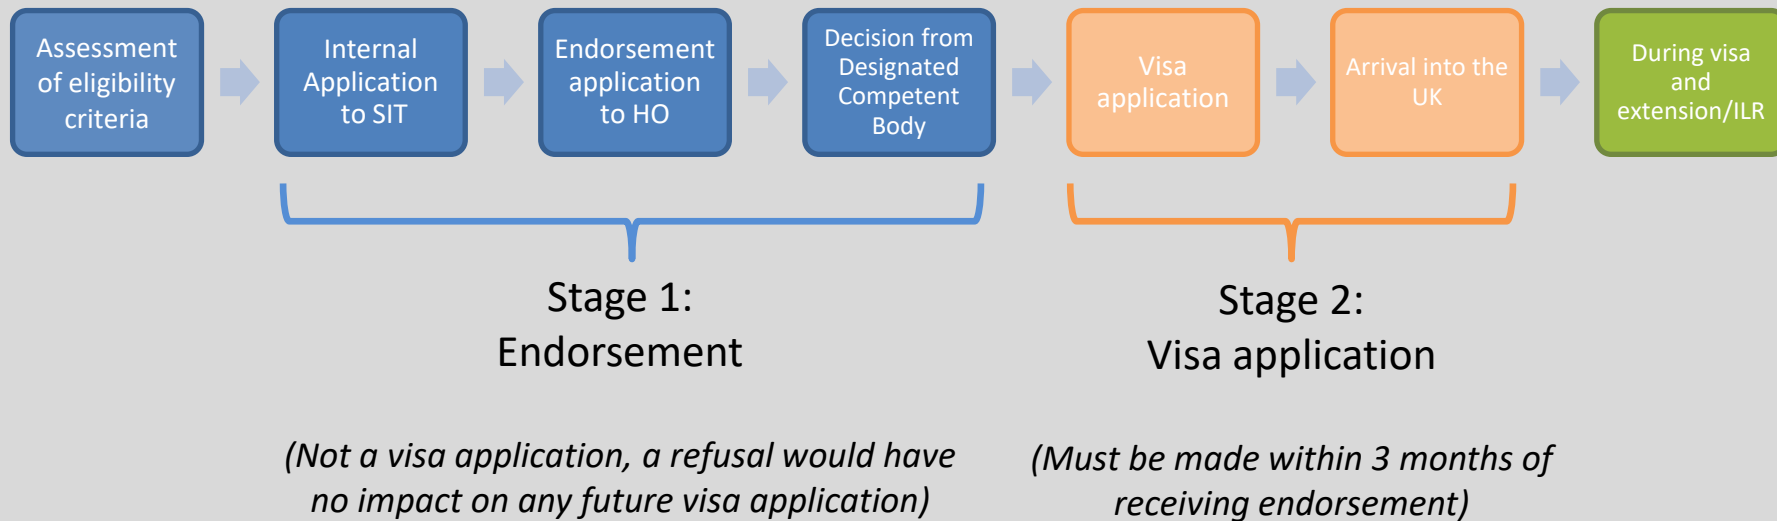 Assessment
of eligibility
criteria
Internal
Application
to SIT
Endorsement
application
to HO
Decision from
Designated
Competent
Body
Visa
application
Arrival into the
UK
During visa
and
extension/ILR
Stage 1:
Endorsement
(Not a visa application, a refusal would have
no impact on any future visa application)
Stage 2:
Visa application
(Must be made within 3 months of
receiving endorsement)